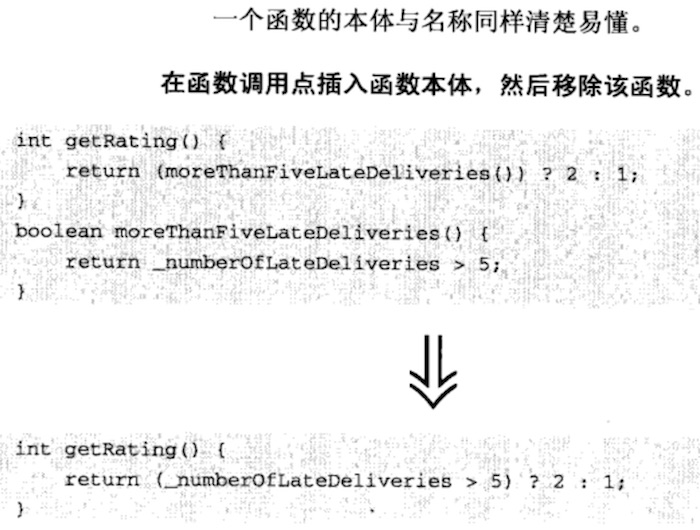 一个函数的本体与名称同样清楚易懂。
在函数调用点插入函数本体，然后移除该函数。
int getRating() {
    return (moreThanFiveLateDeliveries()) ? 2 : 1;
}
boolean moreThanFiveLateDeliveries() {
    return _numberOfLateDeliveries > 5;
}
int getRating() {
    return (_numberOfLateDeliveries > 5) ? 2 : 1;
}